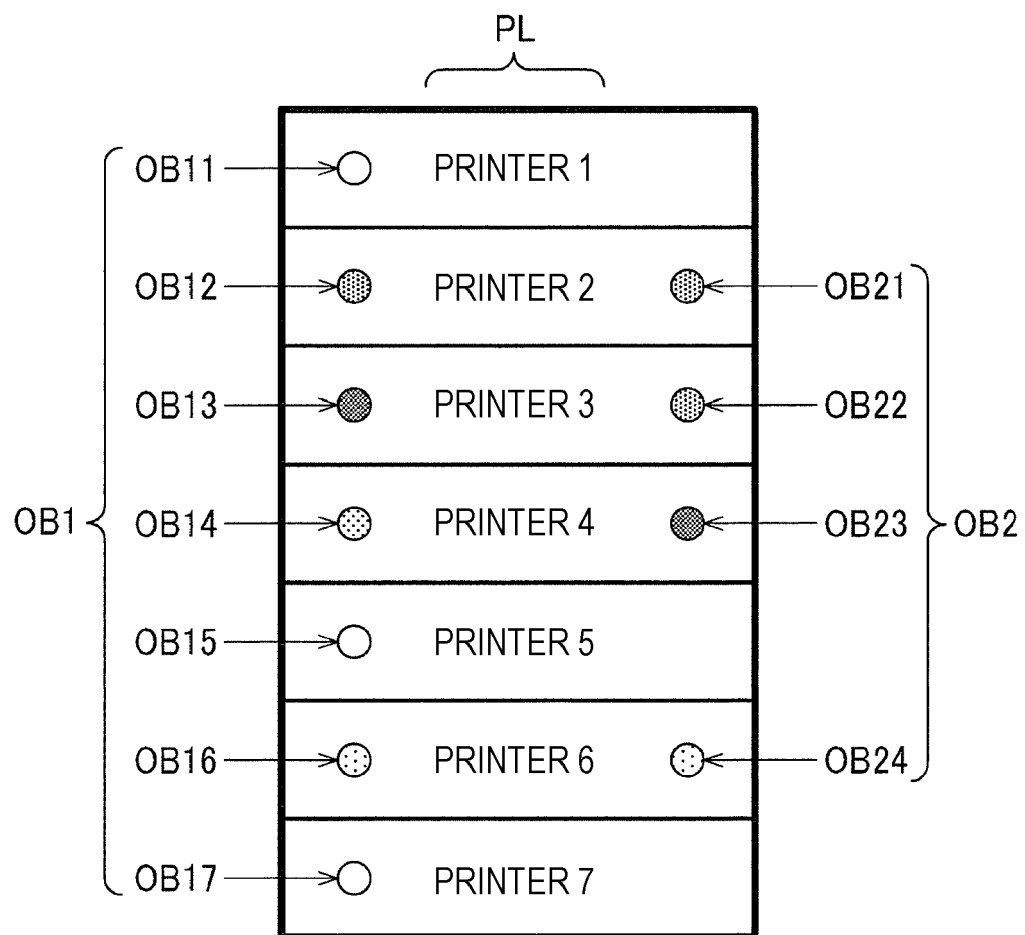 PL
OB11 PRINTER 1
OB12 PRINTER 2 OB21
OB13 PRINTER 3 OB22
OB1 OB14 PRINTER 4 OB23 OB2
OB15 PRINTER 5
OB16 PRINTER 6 OB24
OB17 PRINTER 7